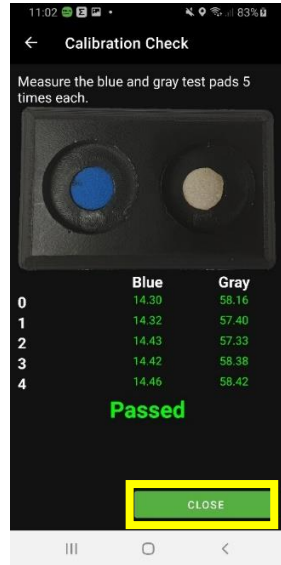 11:02 83%
Calibration Check
Measure the blue and gray test pads 5
times each.
Blue Gray
0 14.30 58.16
1 14.32 57.40
2 14.43 57.33
3 14.42 58.38
4 14.46 58.42
Passed
CLOSE